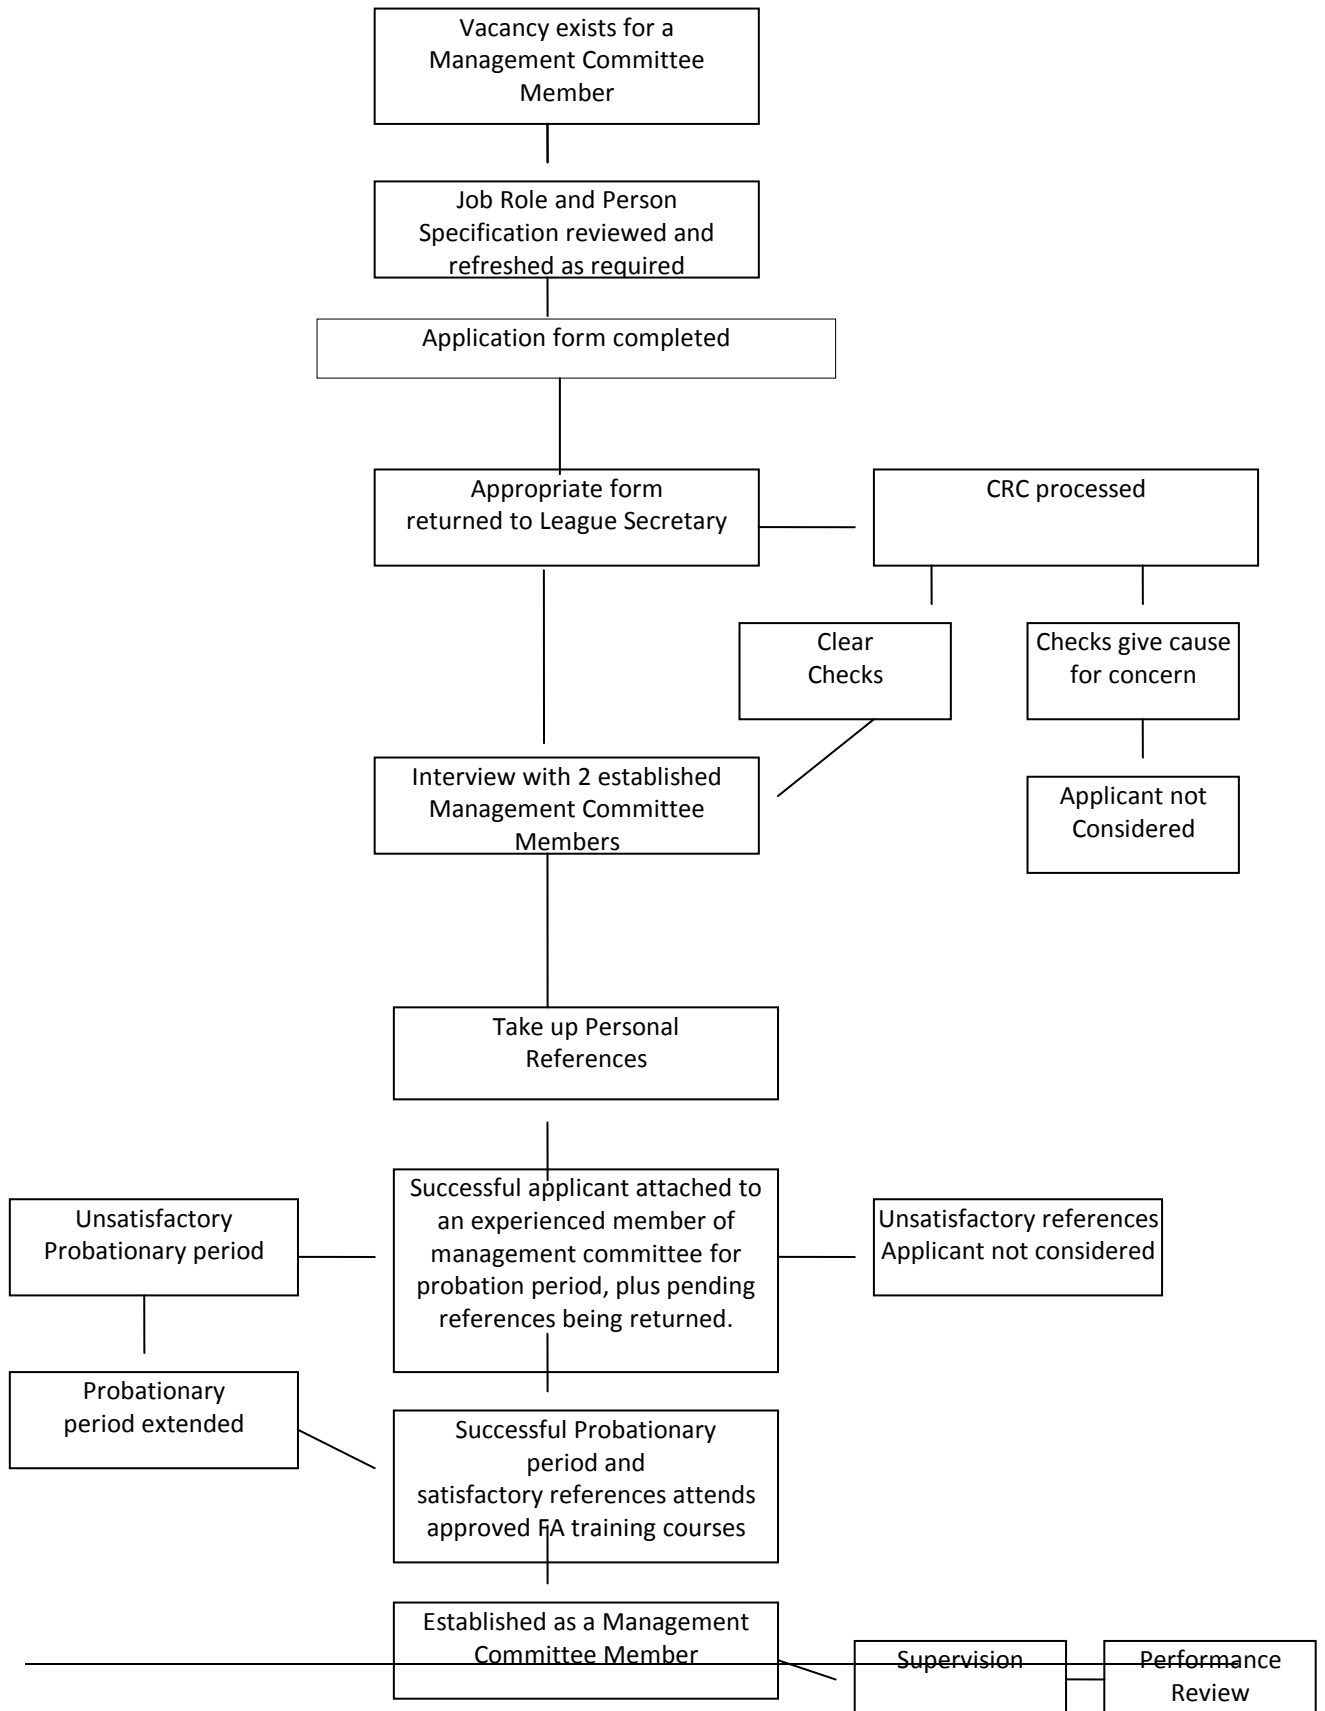 Vacancy exists for a
Management Committee
Member
Job Role and Person
Specification reviewed and
refreshed as required
Application form completed
Appropriate form
returned to League Secretary
CRC processed
Clear
Checks
Checks give cause
for concern
Interview with 2 established
Management Committee
Members
Applicant not
Considered
Take up Personal
References
Successful applicant attached to
an experienced member of
management committee for
probation period, plus pending
references being returned.
Unsatisfactory
Probationary period
Unsatisfactory references
Applicant not considered
Probationary
period extended
Successful Probationary
period and
satisfactory references attends
approved FA training courses
Established as a Management
Committee Member
Supervision
Performance
Review